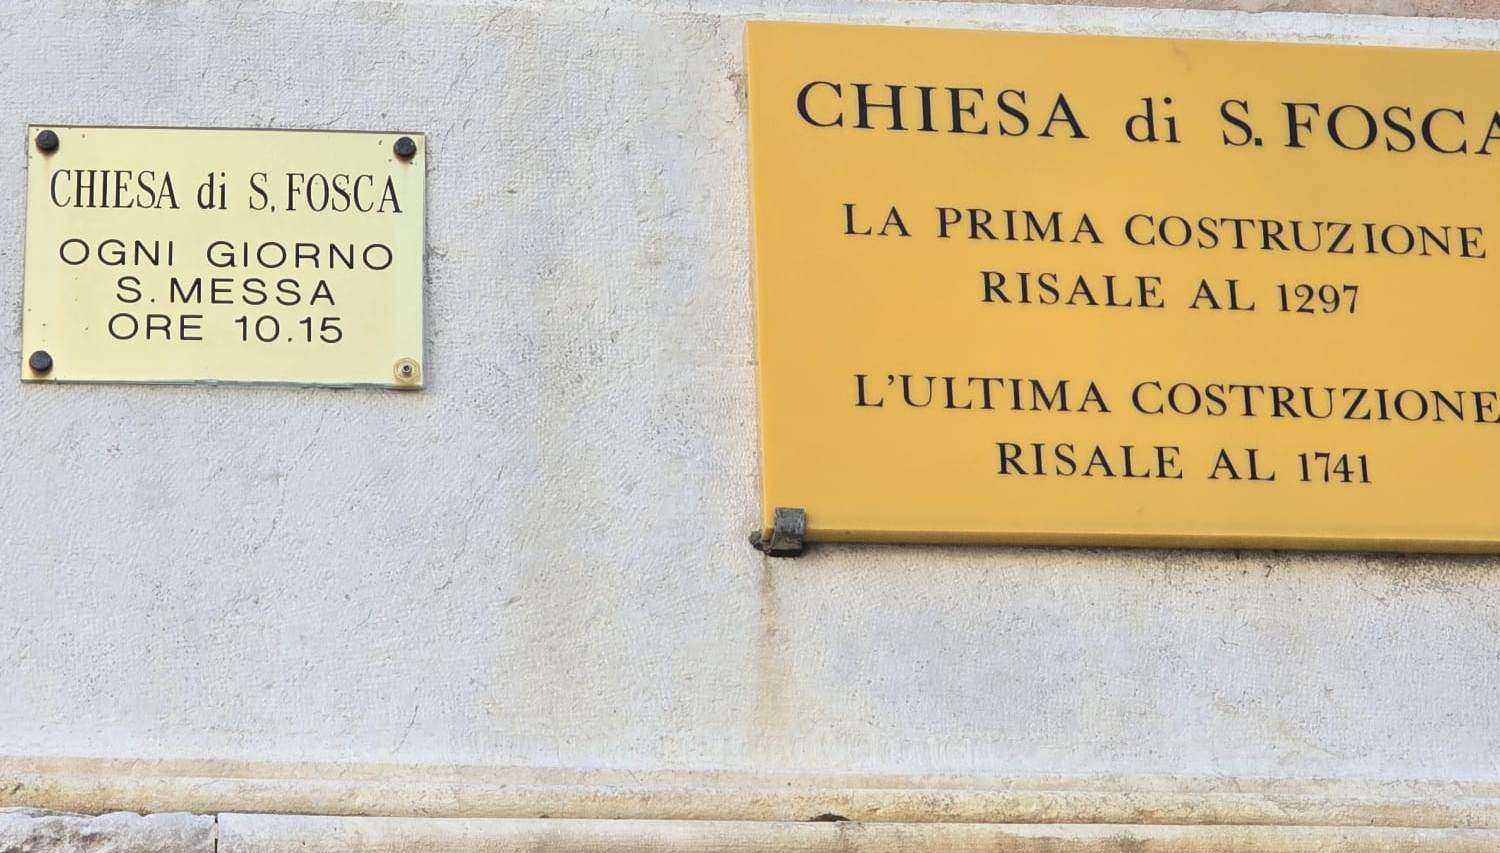 CHIESA di S. FOSCA
OGNI GIORNO
S. MESSA
ORE 10.15
CHIESA di S. FOSCA
LA PRIMA COSTRUZIONE
RISALE AL 1297
L'ULTIMA COSTRUZIONE
RISALE AL 1741